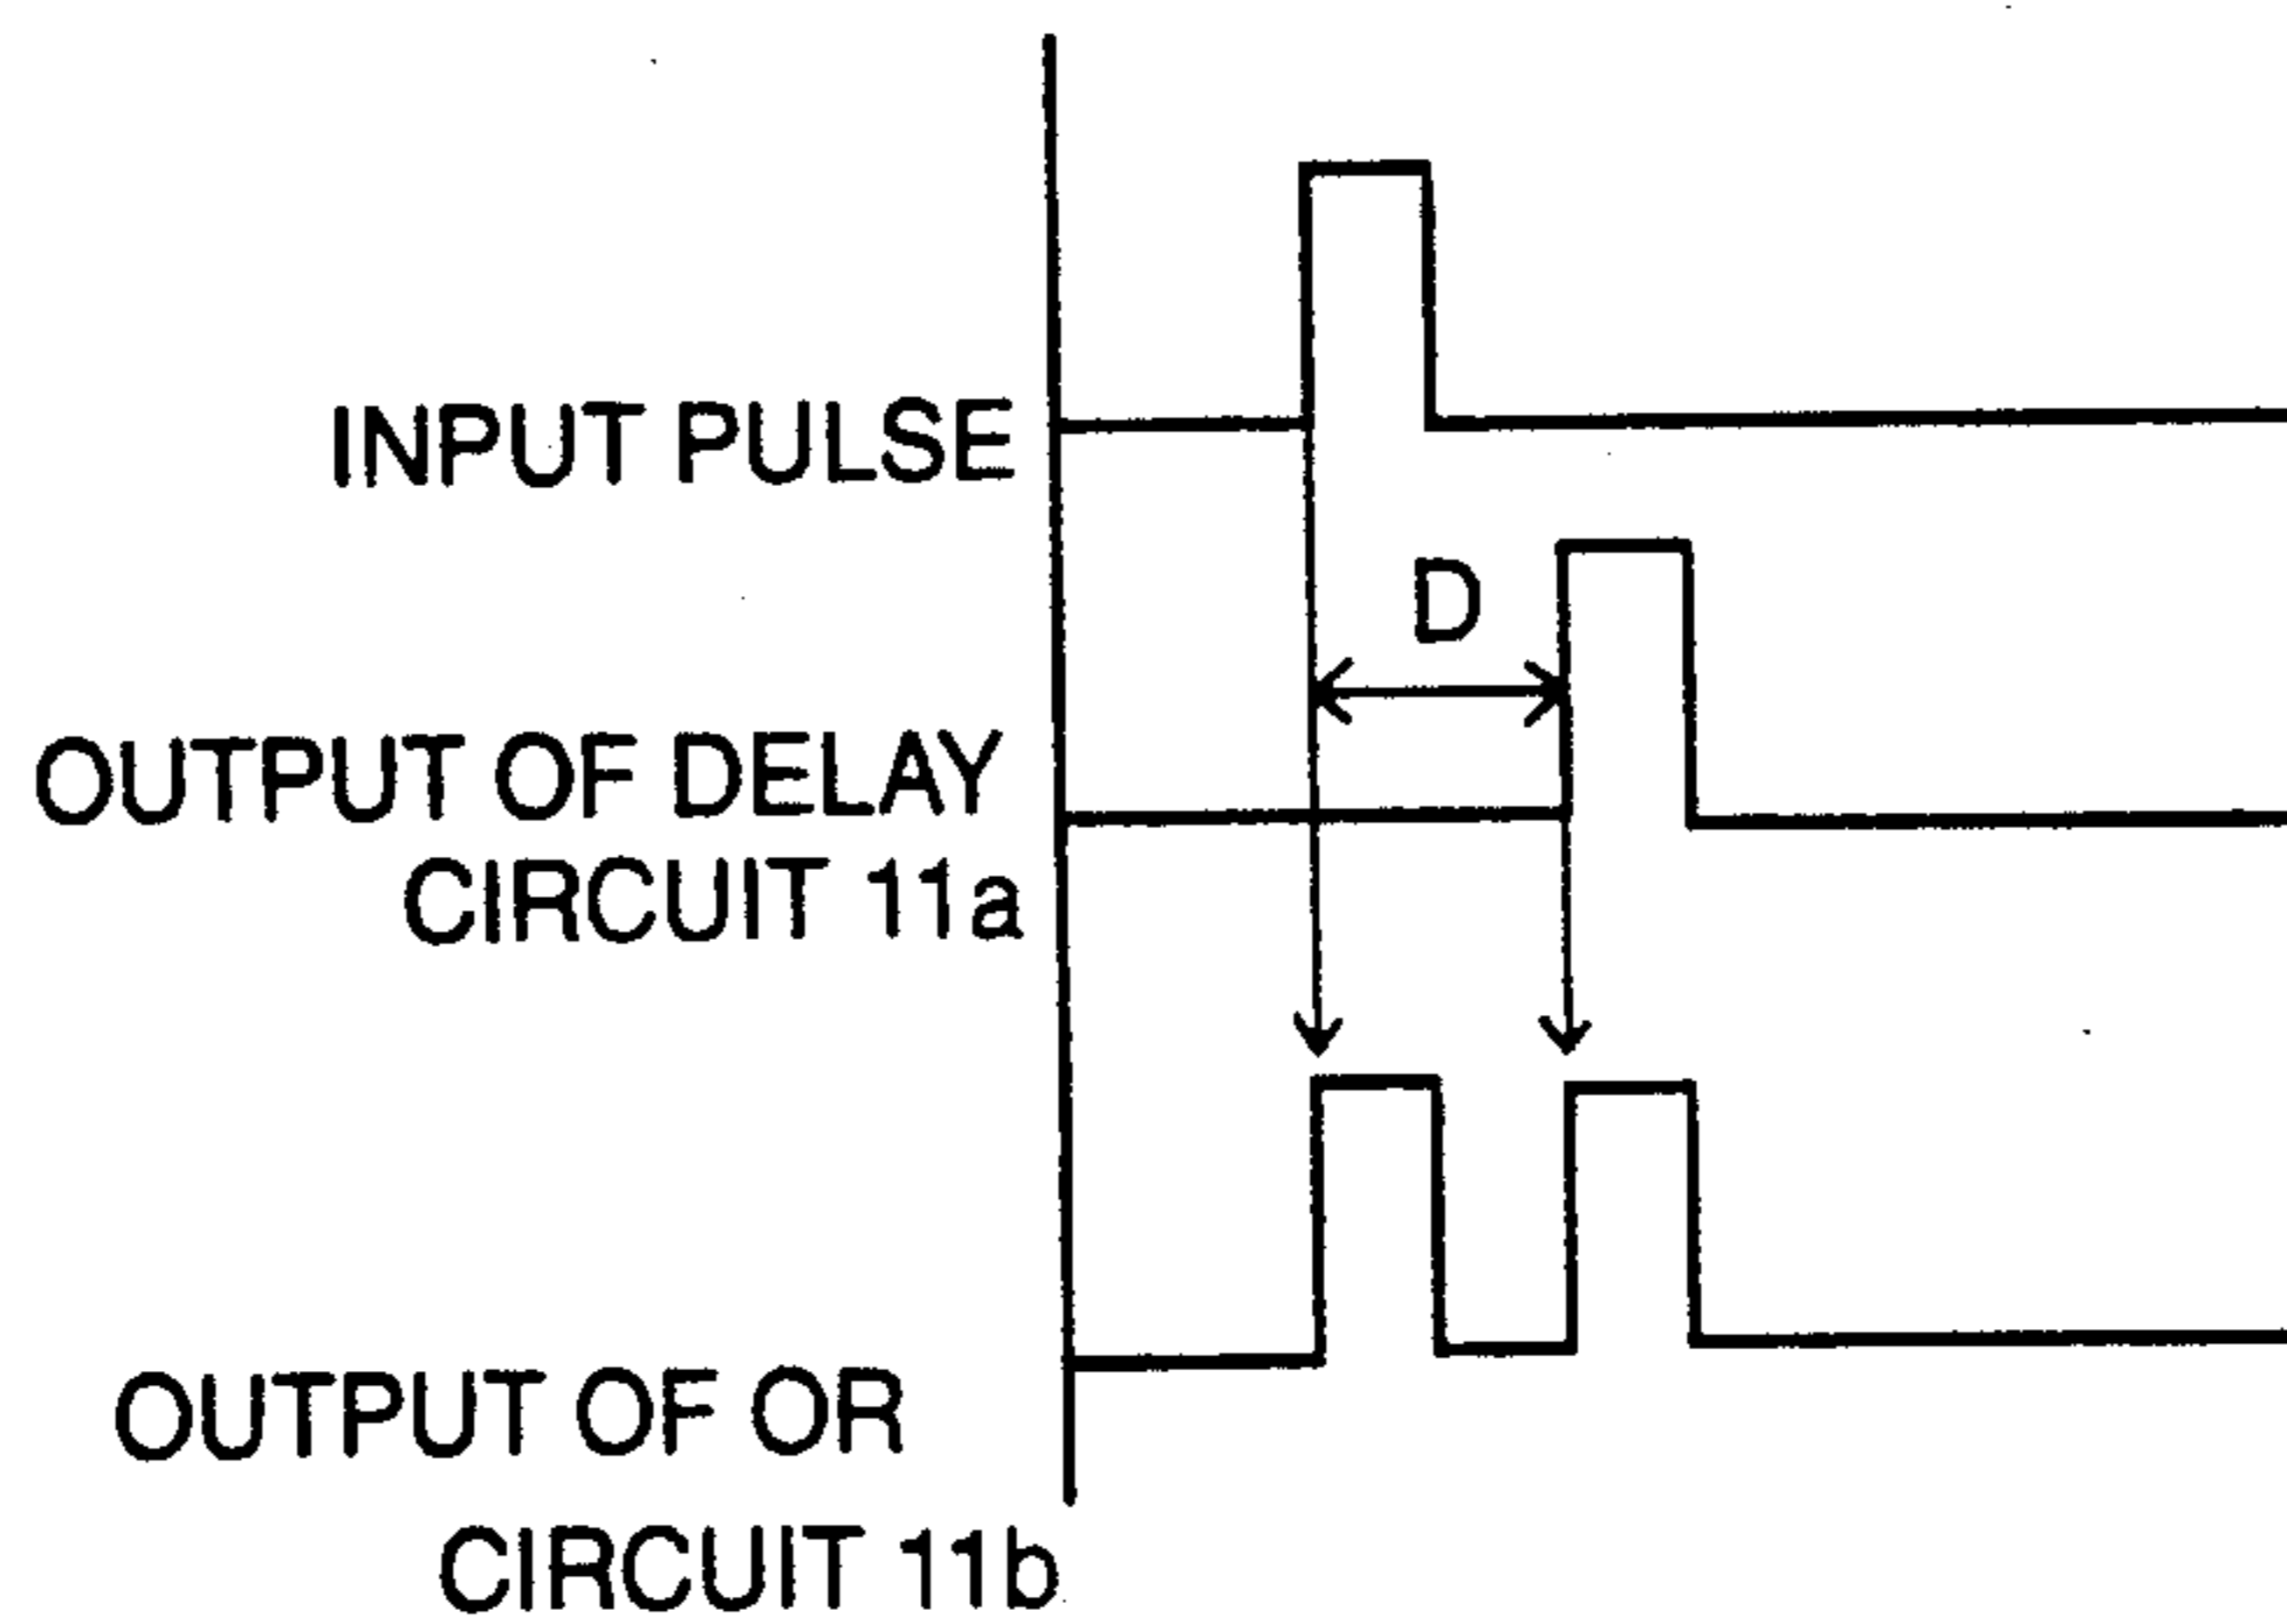 INPUT PULSE
D
OUTPUT OF DELAY
CIRCUIT 11a
OUTPUT OF OR
CIRCUIT 11b